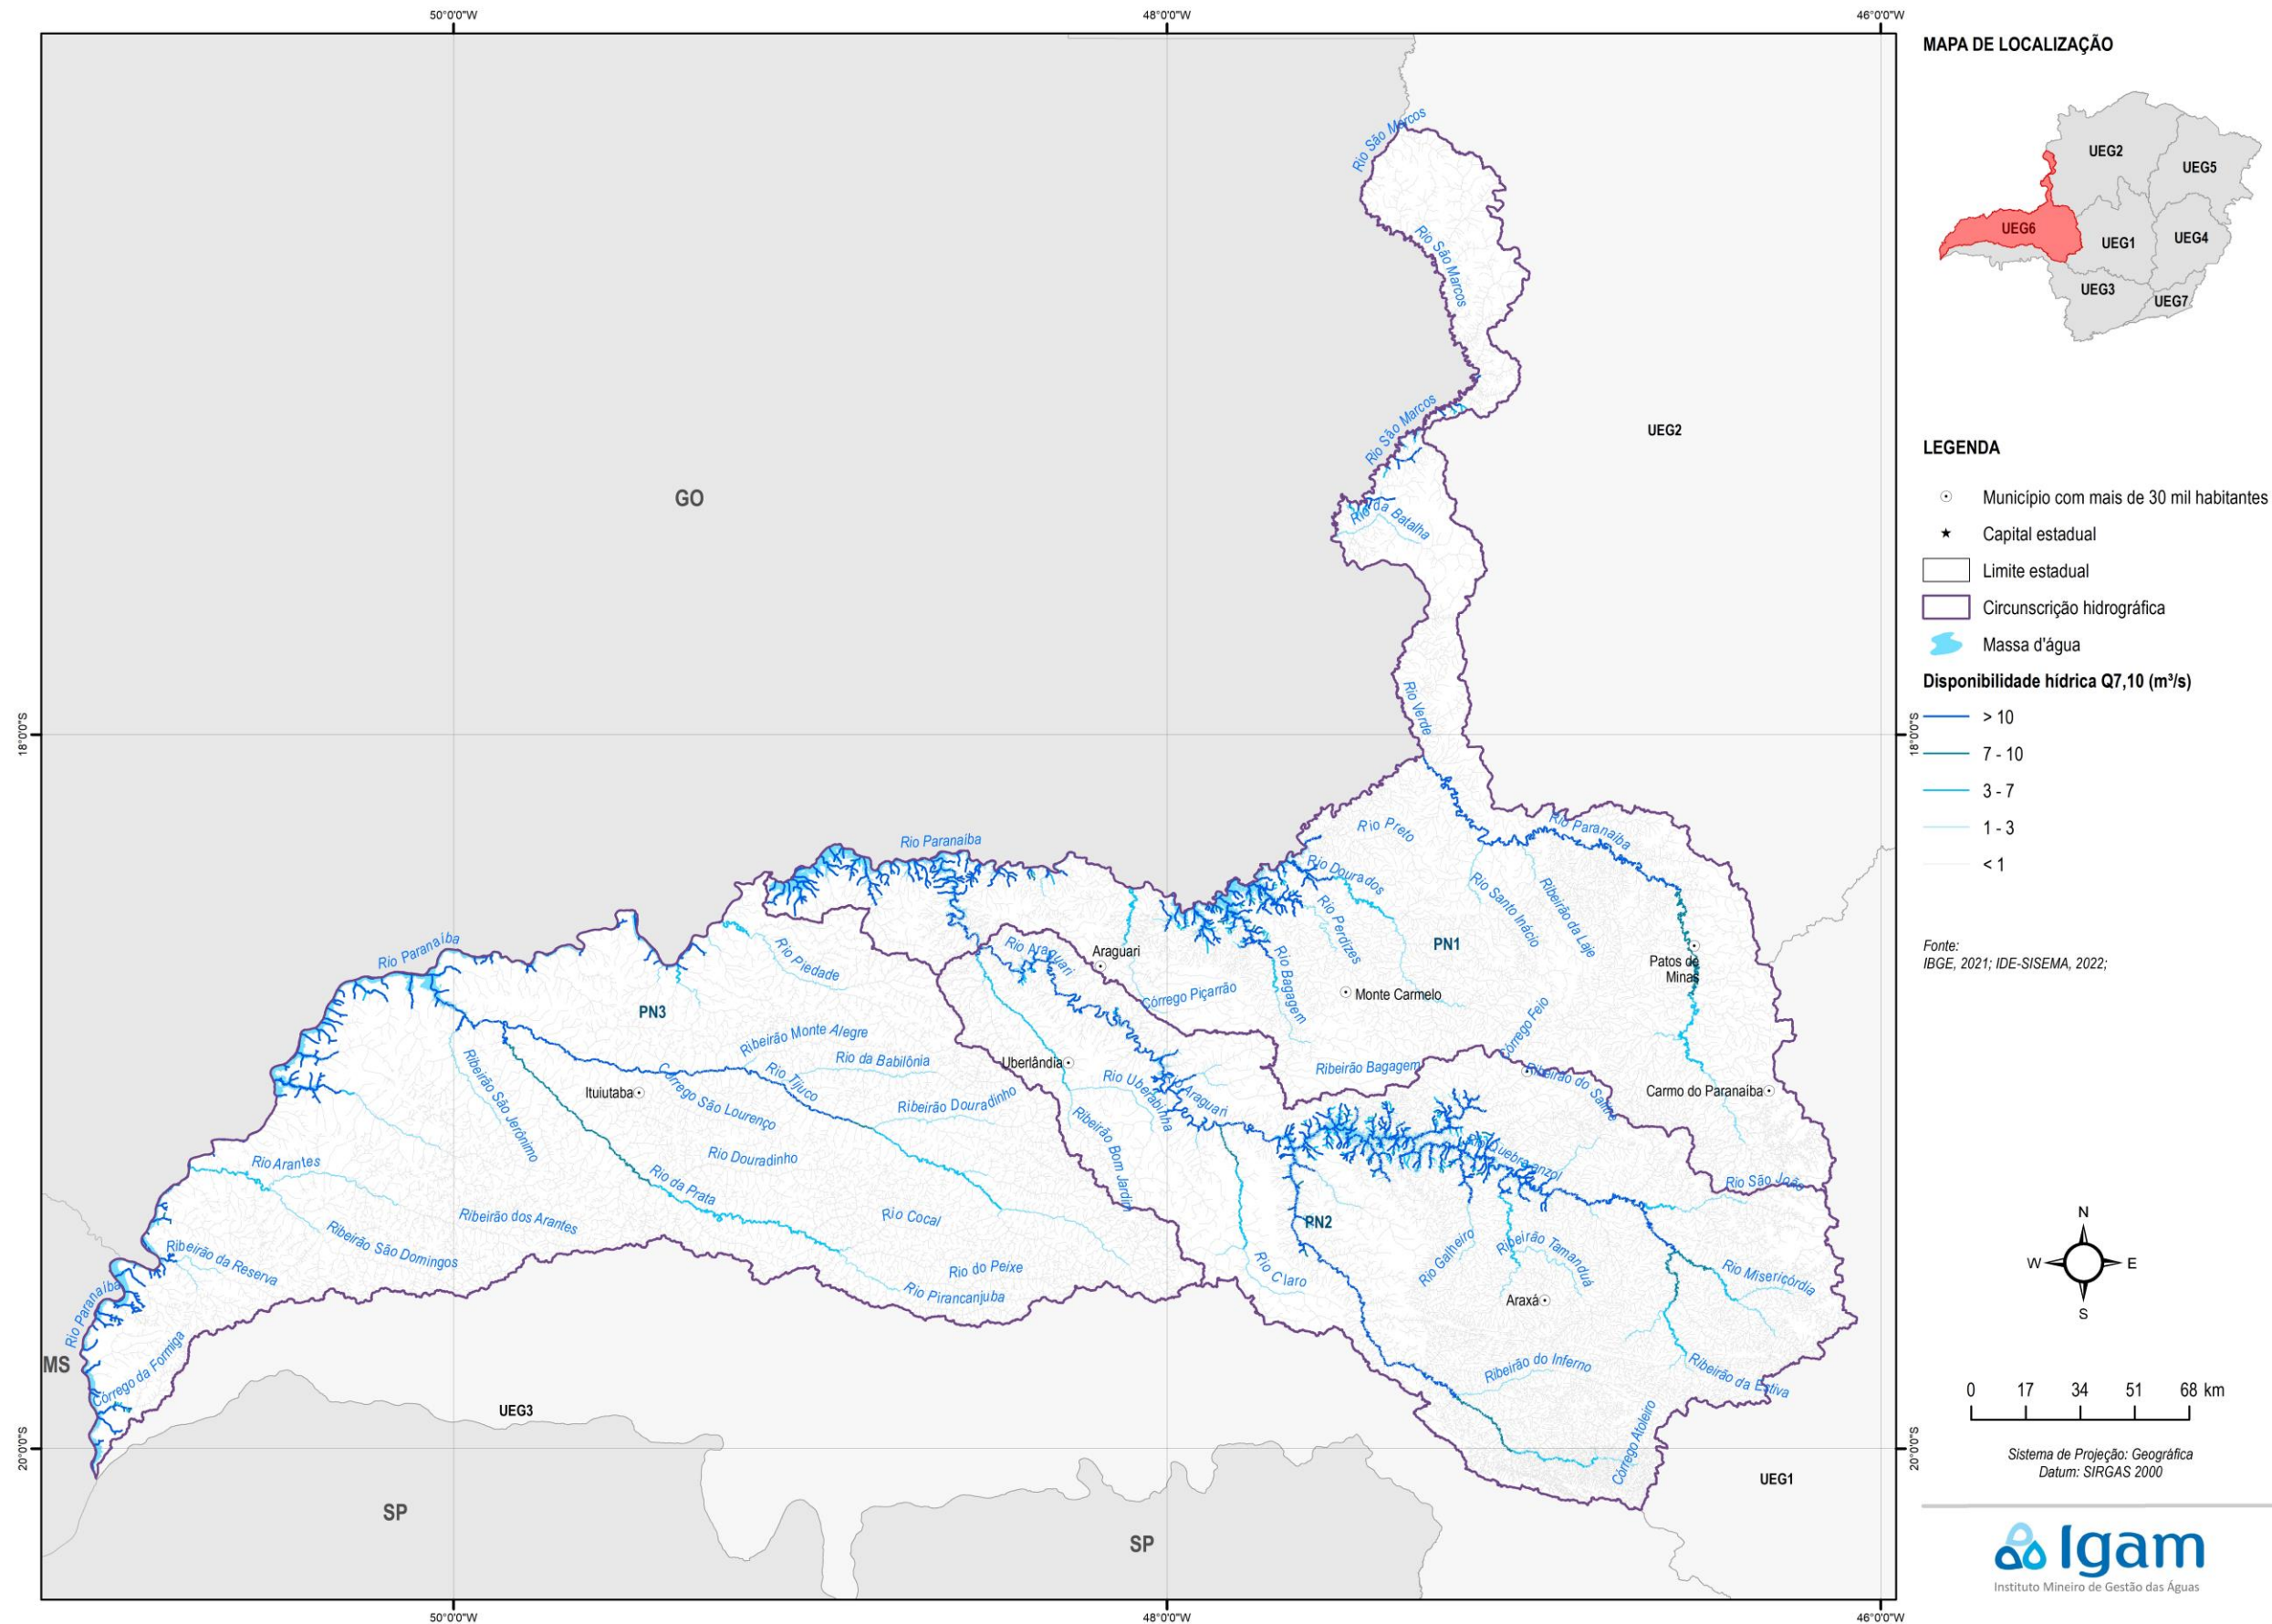 50°0'0"W
48°0'0"W
46°0'0"W
MAPA DE LOCALIZAÇÃO
UEG2
UEG5
UEG6
UEG1
UEG4
UEG3
UEG7
LEGENDA
Município com mais de 30 mil habitantes
Capital estadual
Limite estadual
Circunscrição hidrográfica
Massa d'água
Disponibilidade hídrica Q7,10 (m³/s)
> 10
7 - 10
3 - 7
1 - 3
< 1
Fonte:
IBGE, 2021; IDE-SISEMA, 2022;
N
W
E
S
0 17 34 51 68 km
Sistema de Projeção: Geográfica
Datum: SIRGAS 2000
Igam
Instituto Mineiro de Gestão das Águas
Rio São Marcos
Rio São Marcos
Rio São Marcos
UEG2
GO
Rio da Batalha
18°0'0"S
Rio Verde
18°0'0"S
Rio Paranaíba
Rio Preto
Rio Paranaíba
Rio Dourados
Rio Santo Inácio
Ribeirão da Laje
Rio Perdizes
PN1
Rio Paranaíba
Rio Piedade
Rio Araguari
Araguari
Rio Bagagem
Patos de
Minas
Córrego Piçarrão
Monte Carmelo
PN3
Ribeirão Monte Alegre
Córrego Feio
Rio da Babilônia
Uberlândia
Ribeirão Bagagem
Ribeirão do Salitre
Carmo do Paranaíba
Ituiutaba
Ribeirão São Jerônimo
Córrego São Lourenço
Rio Tijuco
Ribeirão Douradinho
Rio Uberabinha
Rio Araguari
Ribeirão Bom Jardim
Rio Quebra-anzol
Rio Douradinho
Rio Arantes
Rio da Prata
Rio São João
Ribeirão dos Arantes
Rio Cocal
PN2
Ribeirão São Domingos
Ribeirão da Reserva
Rio do Peixe
Rio Pirancanjuba
Rio Claro
Rio Galheiro
Ribeirão Tamanduá
Rio Misericórdia
Araxá
Rio Paranaíba
MS
Córrego da Formiga
Ribeirão do Inferno
Ribeirão da Estiva
UEG3
Córrego Atoleiro
20°0'0"S
20°0'0"S
UEG1
SP
SP
50°0'0"W
48°0'0"W
46°0'0"W